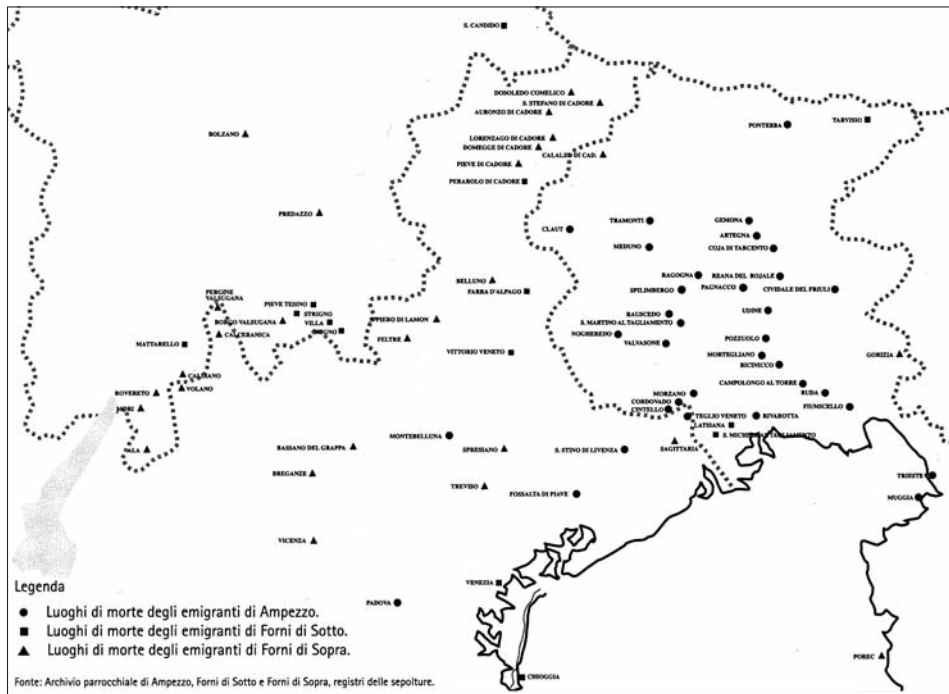 S. CANDIDO
DOSOLEDO COMELICO
S. STEFANO DI CADORE
AURONZO DI CADORE
PONTEBBA
TARVISIO
BOLZANO
LORENZAGO DI CADORE
DOMEGGE DI CADORE
CALALZO DI CAD.
PIEVE DI CADORE
PERAROLO DI CADORE
PREDAZZO
CLAUT
TRAMONTI
GEMONA
ARTEGNA
MEDUNO
COJA DI TARCENTO
RAGOGNA
REANA DEL ROJALE
BELLUNO
FARRA D'ALPAGO
SPILIMBERGO
FAGNACCO
CIVIDALE DEL FRIULI
PERGINE
VALSUGANA
PIEVE TESINO
STRIGNO
VILLA
BORGO VALSUGANA
CALCERANICA
S. MARTINO AL TAGLIAMENTO
RAUSCEDO
UDINE
NOGHEREDO
VALVASONE
POZZUOLO
FELTRE
MATTARELLO
VITTORIO VENETO
MORTEGLIANO
BICINICCO
GORIZIA
CALLIANO
VOLANO
ROVERETO
MORI
CAMPOLONGO AL TORRE
RUDA
FIUMICELLO
MORZANO
CORDOVADO
CINTELLO
TEGLIO VENETO
RIVAROTTA
LATISANA
SAGITTARIA
ALA
BASSANO DEL GRAPPA
MONTEBELLUNA
SPRESIANO
S. STINO DI LIVENZA
BREGANZE
TREVISO
FOSSALTA DI PIAVE
TRIESTE
MUGGIA
VICENZA
VENEZIA
PADOVA
CHIOGGIA
POREC
Legenda
Luoghi di morte degli emigranti di Ampezzo.
Luoghi di morte degli emigranti di Forni di Sotto.
Luoghi di morte degli emigranti di Forni di Sopra.
Fonte: Archivio parrocchiale di Ampezzo, Forni di Sotto e Forni di Sopra, registri delle sepolture.